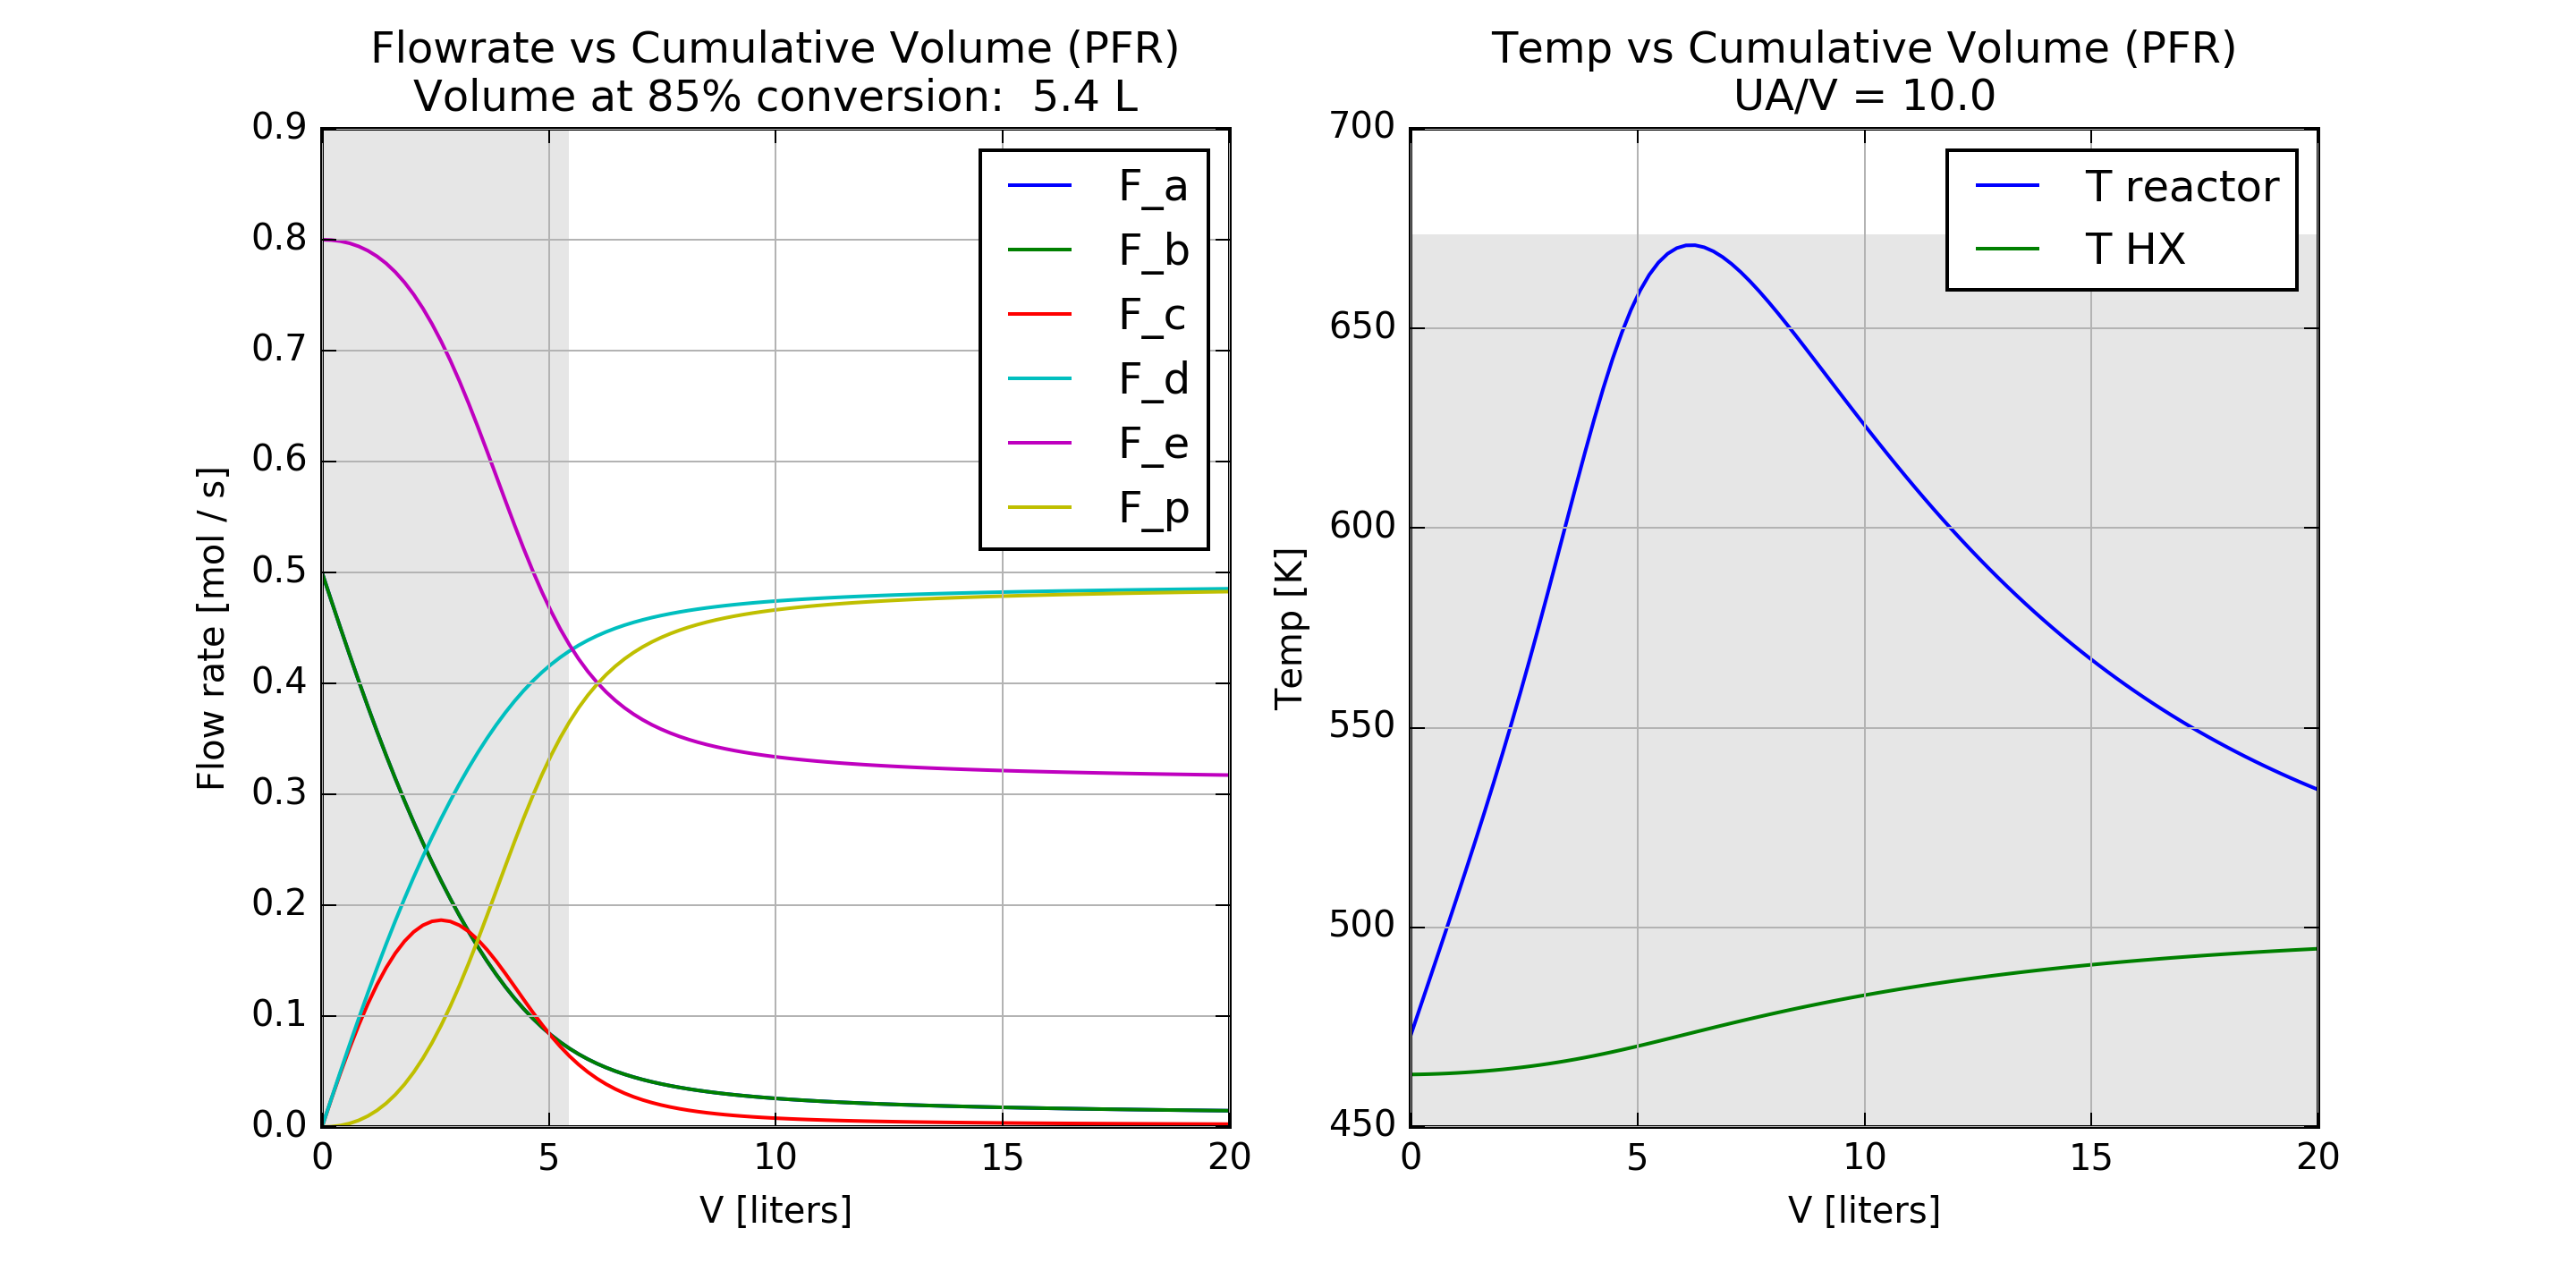 Flowrate vs Cumulative Volume (PFR)
Volume at 85% conversion:  5.4 L
0.9
0.8
0.7
0.6
0.5
0.4
0.3
0.2
0.1
0.0
Flow rate [mol / s]
F_a
F_b
F_c
F_d
F_e
F_p
0
5
10
15
20
V [liters]
Temp vs Cumulative Volume (PFR)
UA/V = 10.0
700
650
600
550
500
450
Temp [K]
T reactor
T HX
0
5
10
15
20
V [liters]